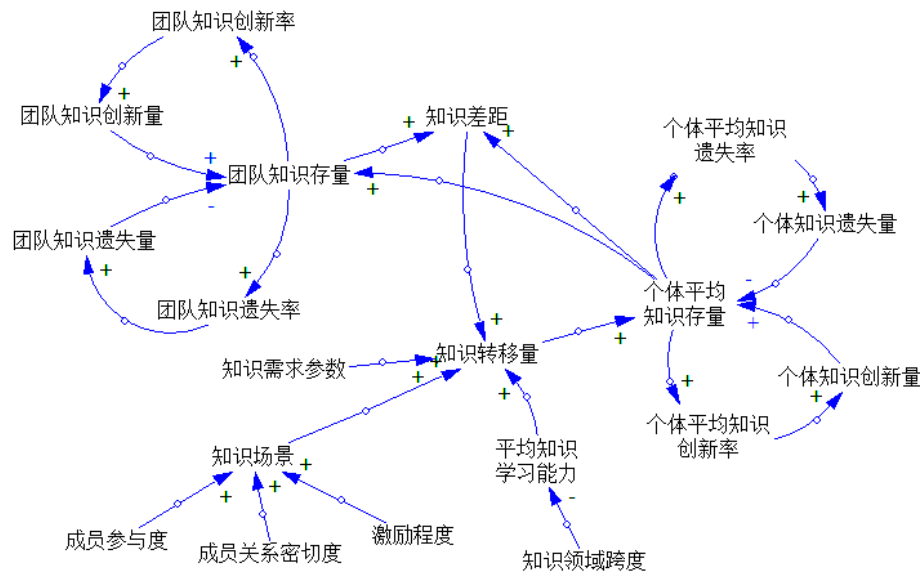 团队知识创新率
团队知识创新量
知识差距
个体平均知识
遗失率
团队知识存量
个体知识遗失量
团队知识遗失量
个体平均
知识存量
团队知识遗失率
知识转移量
知识需求参数
个体知识创新量
个体平均知识
创新率
知识场景
平均知识
学习能力
成员参与度
成员关系密切度
激励程度
知识领域跨度